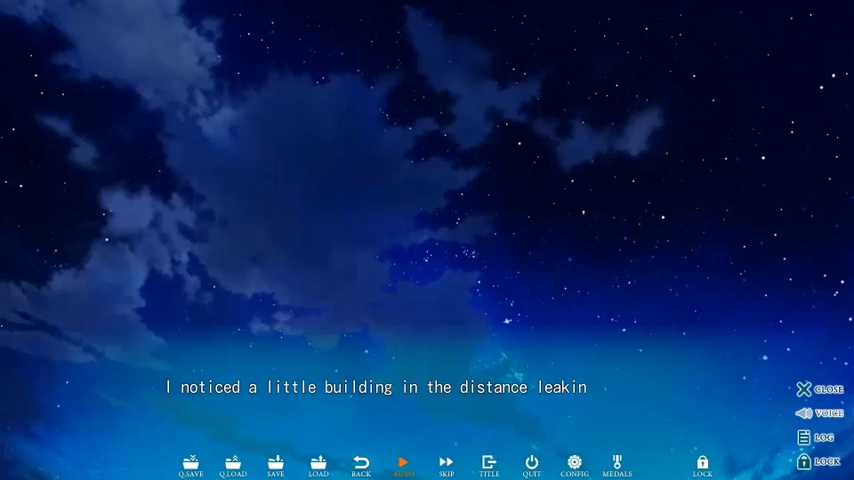 I noticed a little building in the distance leakin
CLOSE
VOICE
LOG
LOCK
Q.SAVE Q.LOAD SAVE LOAD BACK AUTO SKIP TITLE QUIT CONFIG MEDALS LOCK